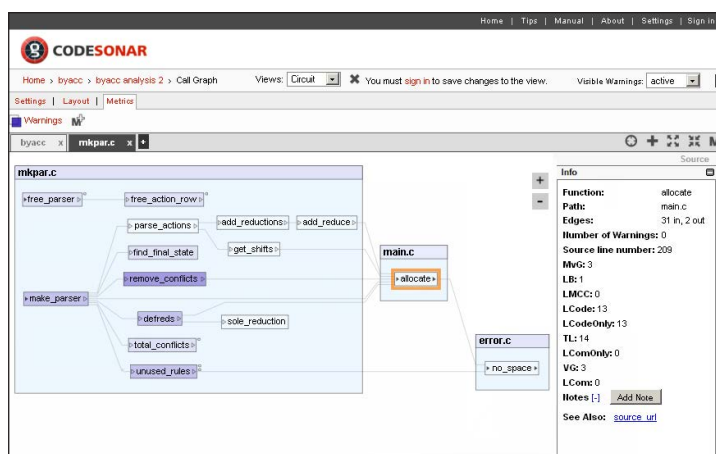 Home | Tips | Manual | About | Settings | Sign in
CODESONAR
Home > byacc > byacc analysis 2 > Call Graph Views: Circuit You must sign in to save changes to the view. Visible Warnings: active
Settings | Layout | Metrics
Warnings M
byacc x mkpar.c x + M
Source
mkpar.c
free_parser
free_action_row
parse_actions
add_reductions
add_reduce
find_final_state
get_shifts
remove_conflicts
make_parser
defreds
sole_reduction
total_conflicts
unused_rules
main.c
allocate
error.c
no_space
+
-
Info
Function: allocate
Path: main.c
Edges: 31 in, 2 out
Number of Warnings: 0
Source line number: 209
MvG: 3
LB: 1
LMCC: 0
LCode: 13
LCodeOnly: 13
TL: 14
LComOnly: 0
VG: 3
LCom: 0
Notes [-] Add Note
See Also: source url